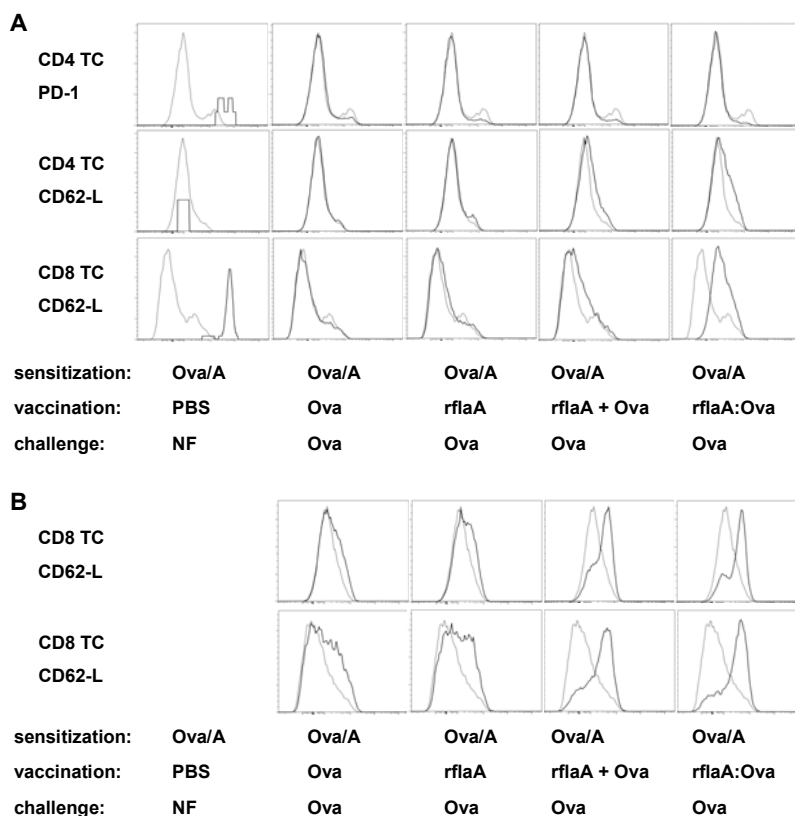 A
CD4 TC
PD-1
CD4 TC
CD62-L
CD8 TC
CD62-L
sensitization: Ova/A Ova/A Ova/A Ova/A Ova/A
vaccination: PBS Ova rflaA rflaA + Ova rflaA:Ova
challenge: NF Ova Ova Ova Ova
B
CD8 TC
CD62-L
CD8 TC
CD62-L
sensitization: Ova/A Ova/A Ova/A Ova/A Ova/A
vaccination: PBS Ova rflaA rflaA + Ova rflaA:Ova
challenge: NF Ova Ova Ova Ova